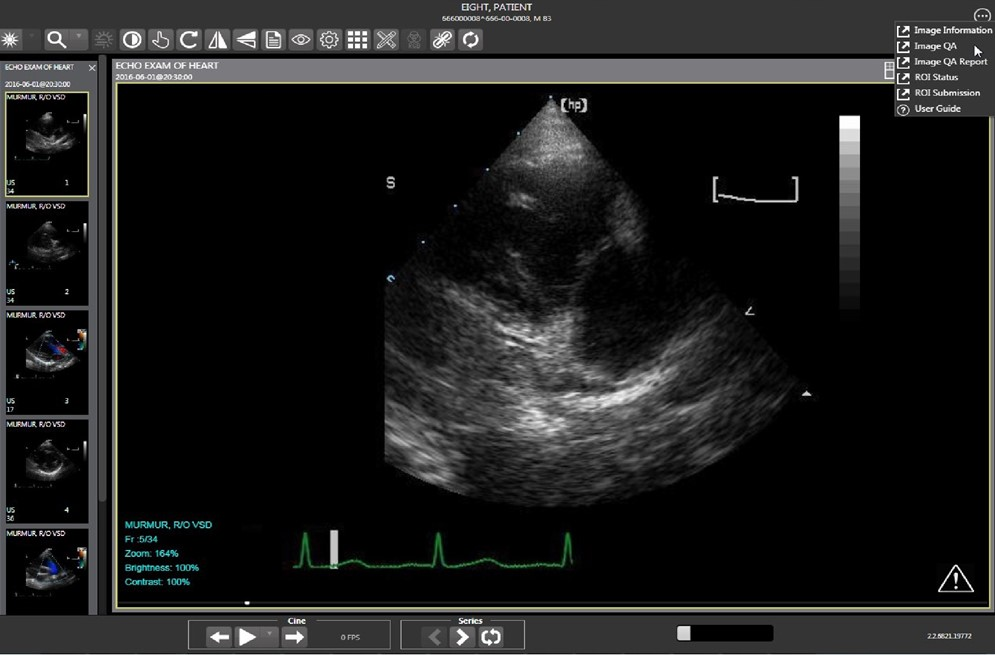 EIGHT, PATIENT
666000008^666-00-0008, M 83
Image Information
Image QA
Image QA Report
ROI Status
ROI Submission
User Guide
ECHO EXAM OF HEART
2016-06-01@20:30:00
MURMUR, R/O VSD
US
34
1
MURMUR, R/O VSD
US
34
2
MURMUR, R/O VSD
US
17
3
MURMUR, R/O VSD
US
36
4
MURMUR, R/O VSD
ECHO EXAM OF HEART
2016-06-01@20:30:00
hp
S
MURMUR, R/O VSD
Fr :5/34
Zoom: 164%
Brightness: 100%
Contrast: 100%
Cine
0 FPS
Series
2.2.6821.19772